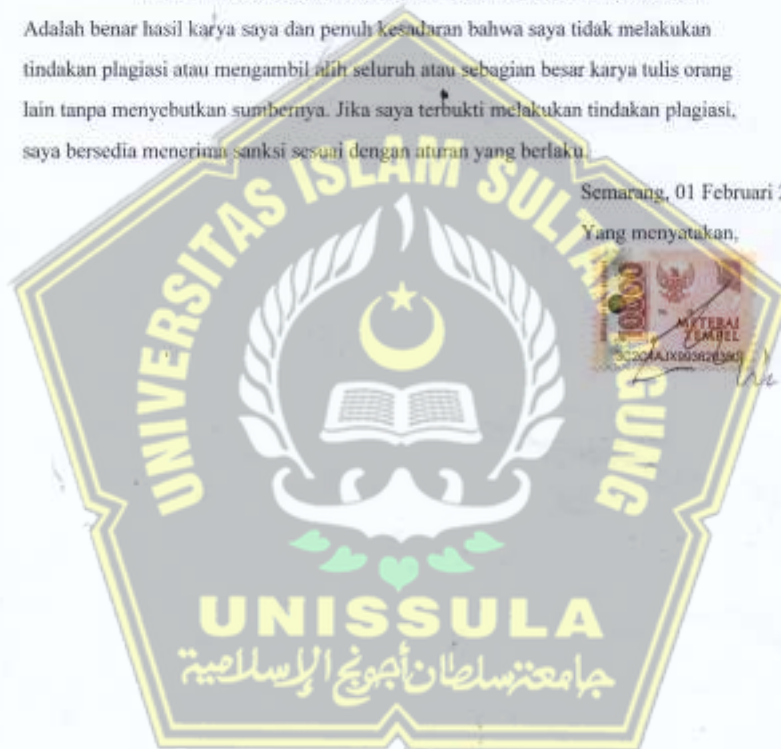 Adalah benar hasil karya saya dan penuh kesadaran bahwa saya tidak melakukan
tindakan plagiasi atau mengambil alih seluruh atau sebagian besar karya tulis orang
lain tanpa menyebutkan sumbernya. Jika saya terbukti melakukan tindakan plagiasi,
saya bersedia menerima sanksi sesuai dengan aturan yang berlaku.
Semarang, 01 Februari
Yang menyatakan,
10000
METERAI
TEMPEL
UNIVERSITAS ISLAM SULTAN AGUNG
UNISSULA
جامعة سلطان أجونج الإسلامية